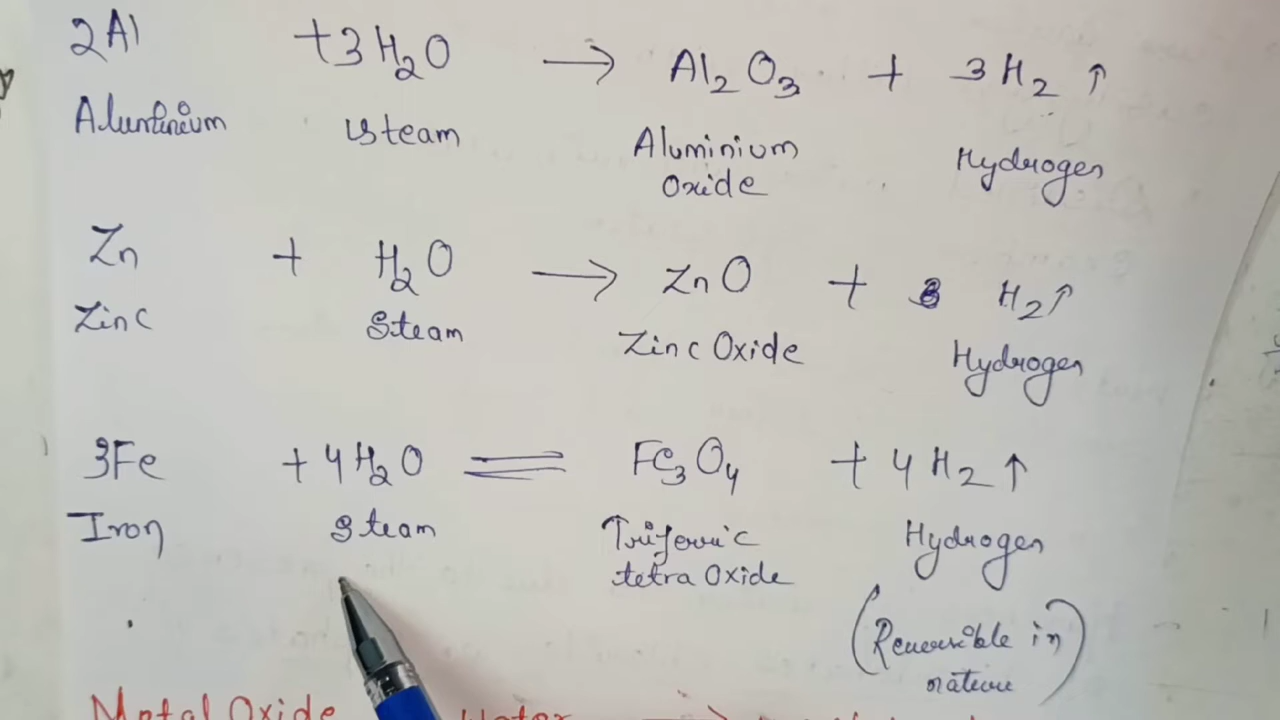 2Al +3H₂O → Al₂O₃ + 3H₂ ↑
Aluminium Steam Aluminium Oxide Hydrogen
Zn + H₂O → ZnO + H₂↑
Zinc Steam Zinc Oxide Hydrogen
3Fe +4H₂O ⇌ Fe₃O₄ + 4H₂ ↑
Iron Steam Triferric tetra Oxide Hydrogen
(Reversible in nature)
Metal Oxide Water →